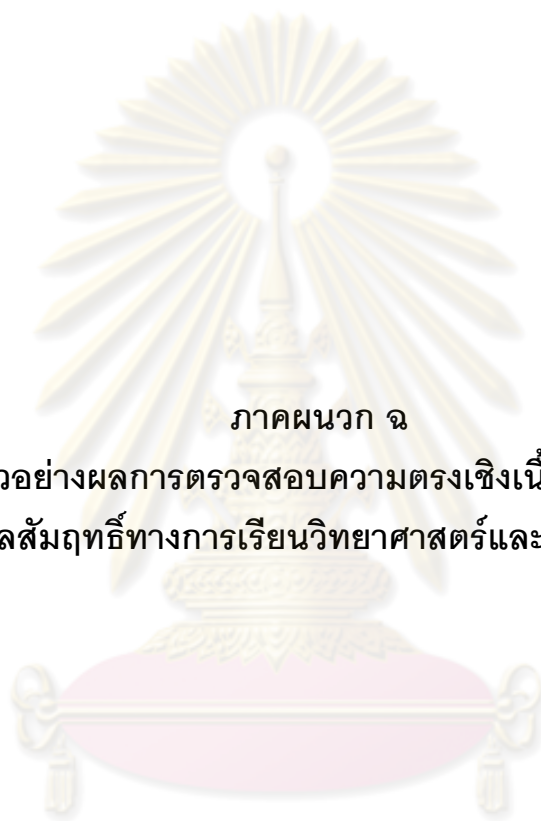 ภาคผนวก ฉ
วอย่างผลการตรวจสอบความตรงเชิงเนื้
ลสัมฤทธิ์ทางการเรียนวิทยาศาสตร์และ